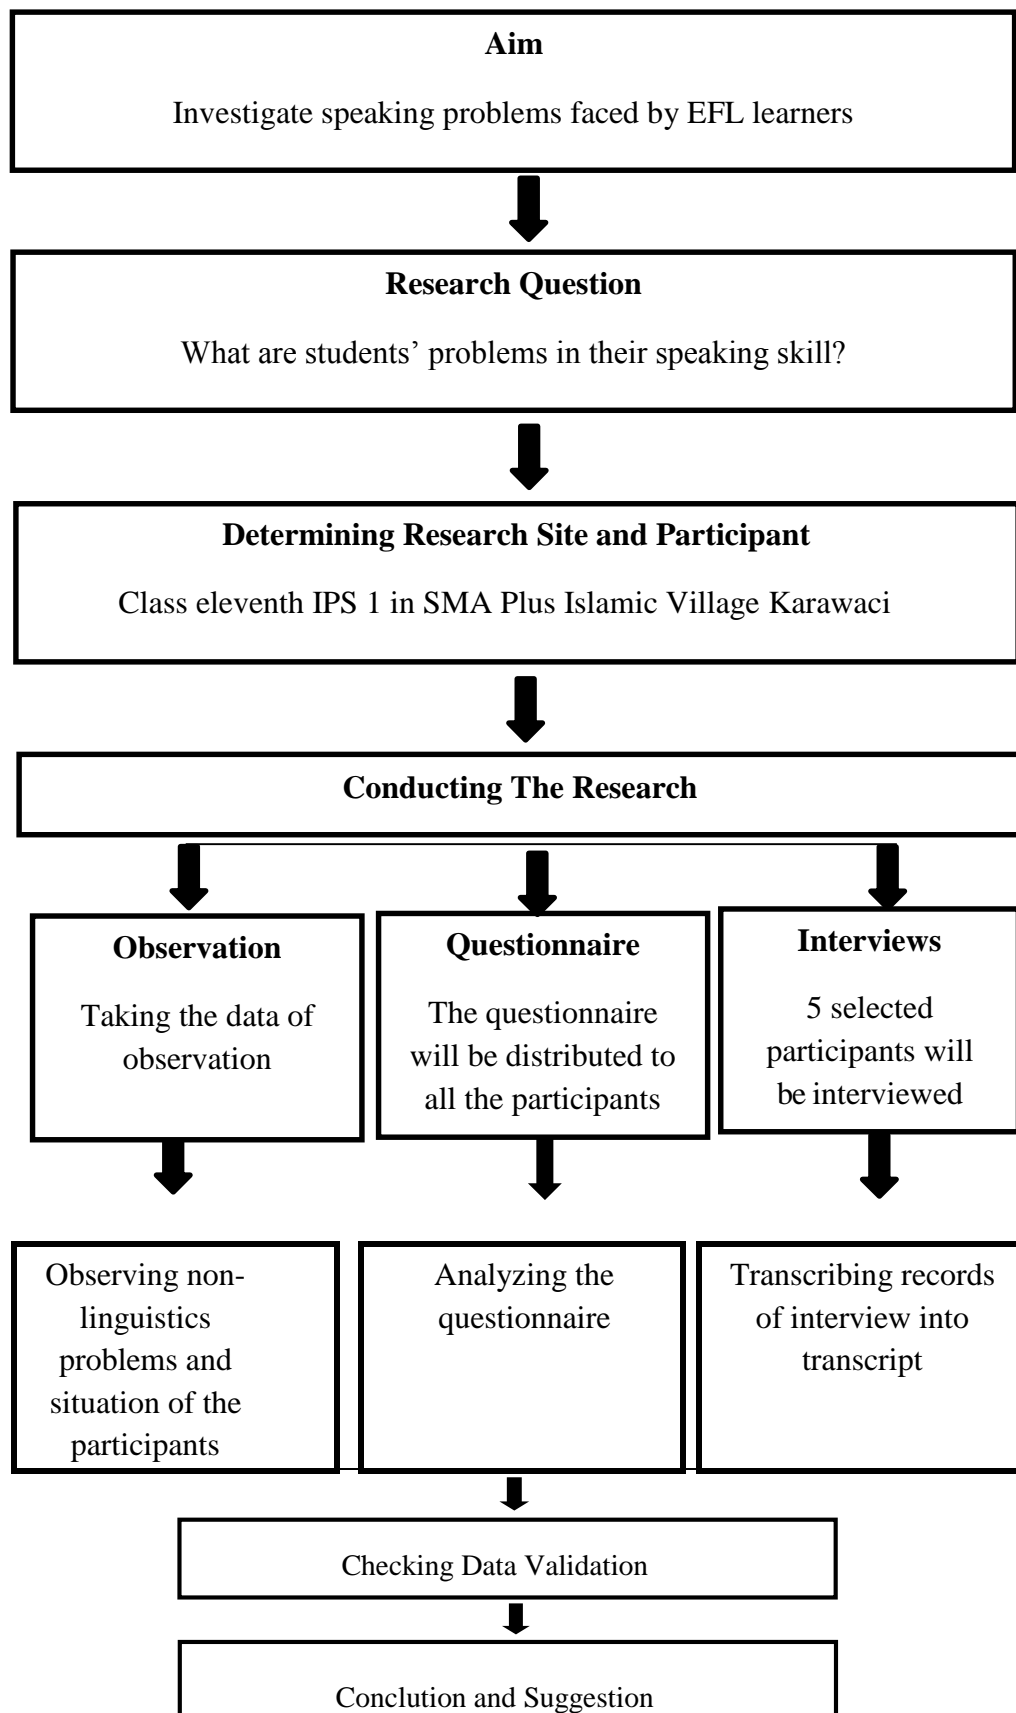 Aim
Investigate speaking problems faced by EFL learners
Research Question
What are students’ problems in their speaking skill?
Determining Research Site and Participant
Class eleventh IPS 1 in SMA Plus Islamic Village Karawaci
Conducting The Research
Observation
Taking the data of
observation
Questionnaire
The questionnaire
will be distributed to
all the participants
Interviews
5 selected
participants will
be interviewed
Observing non-
linguistics
problems and
situation of the
participants
Analyzing the
questionnaire
Transcribing records
of interview into
transcript
Checking Data Validation
Conclution and Suggestion